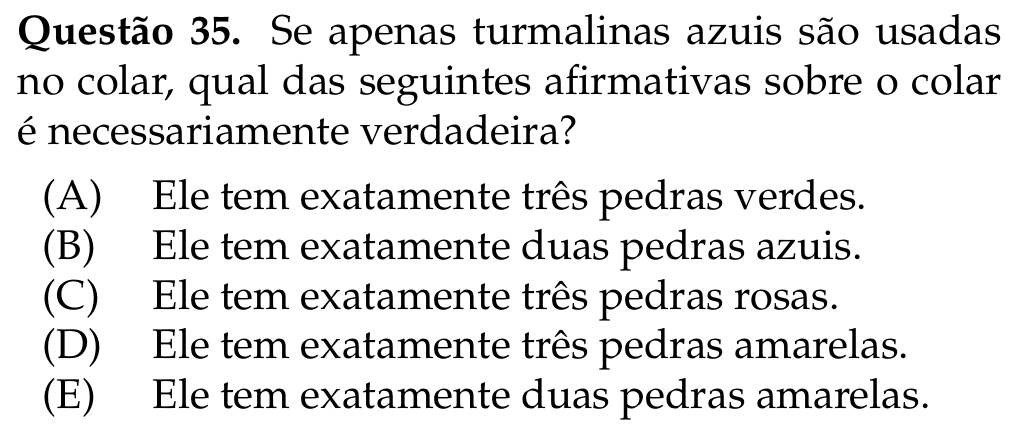 Questão 35. Se apenas turmalinas azuis são usadas
no colar, qual das seguintes afirmativas sobre o colar
é necessariamente verdadeira?
(A) Ele tem exatamente três pedras verdes.
(B) Ele tem exatamente duas pedras azuis.
(C) Ele tem exatamente três pedras rosas.
(D) Ele tem exatamente três pedras amarelas.
(E) Ele tem exatamente duas pedras amarelas.